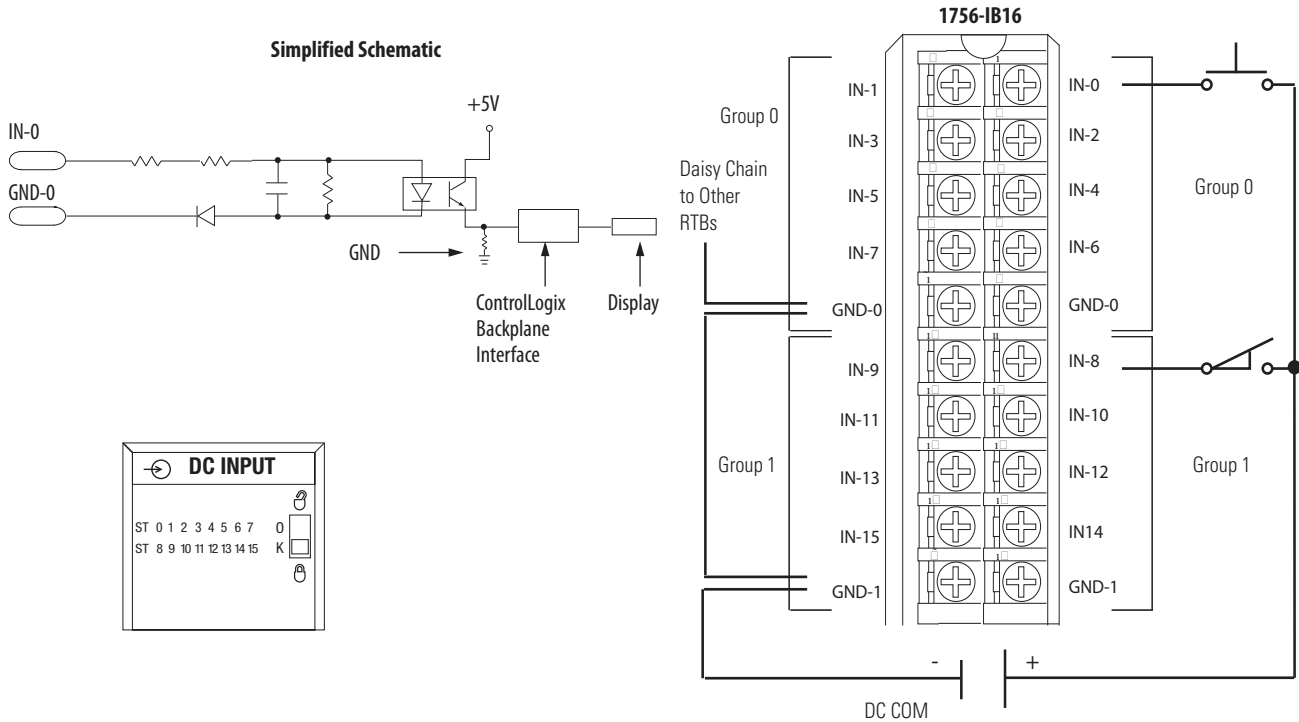 Simplified Schematic
+5V
IN-0
GND-0
GND
ControlLogix
Backplane
Interface
Display
DC INPUT
ST 0 1 2 3 4 5 6 7
ST 8 9 10 11 12 13 14 15
O
K
1756-IB16
Group 0
Daisy Chain
to Other
RTBs
Group 1
IN-1
IN-3
IN-5
IN-7
GND-0
IN-9
IN-11
IN-13
IN-15
GND-1
IN-0
IN-2
IN-4
IN-6
GND-0
IN-8
IN-10
IN-12
IN14
GND-1
Group 0
Group 1
-
+
DC COM